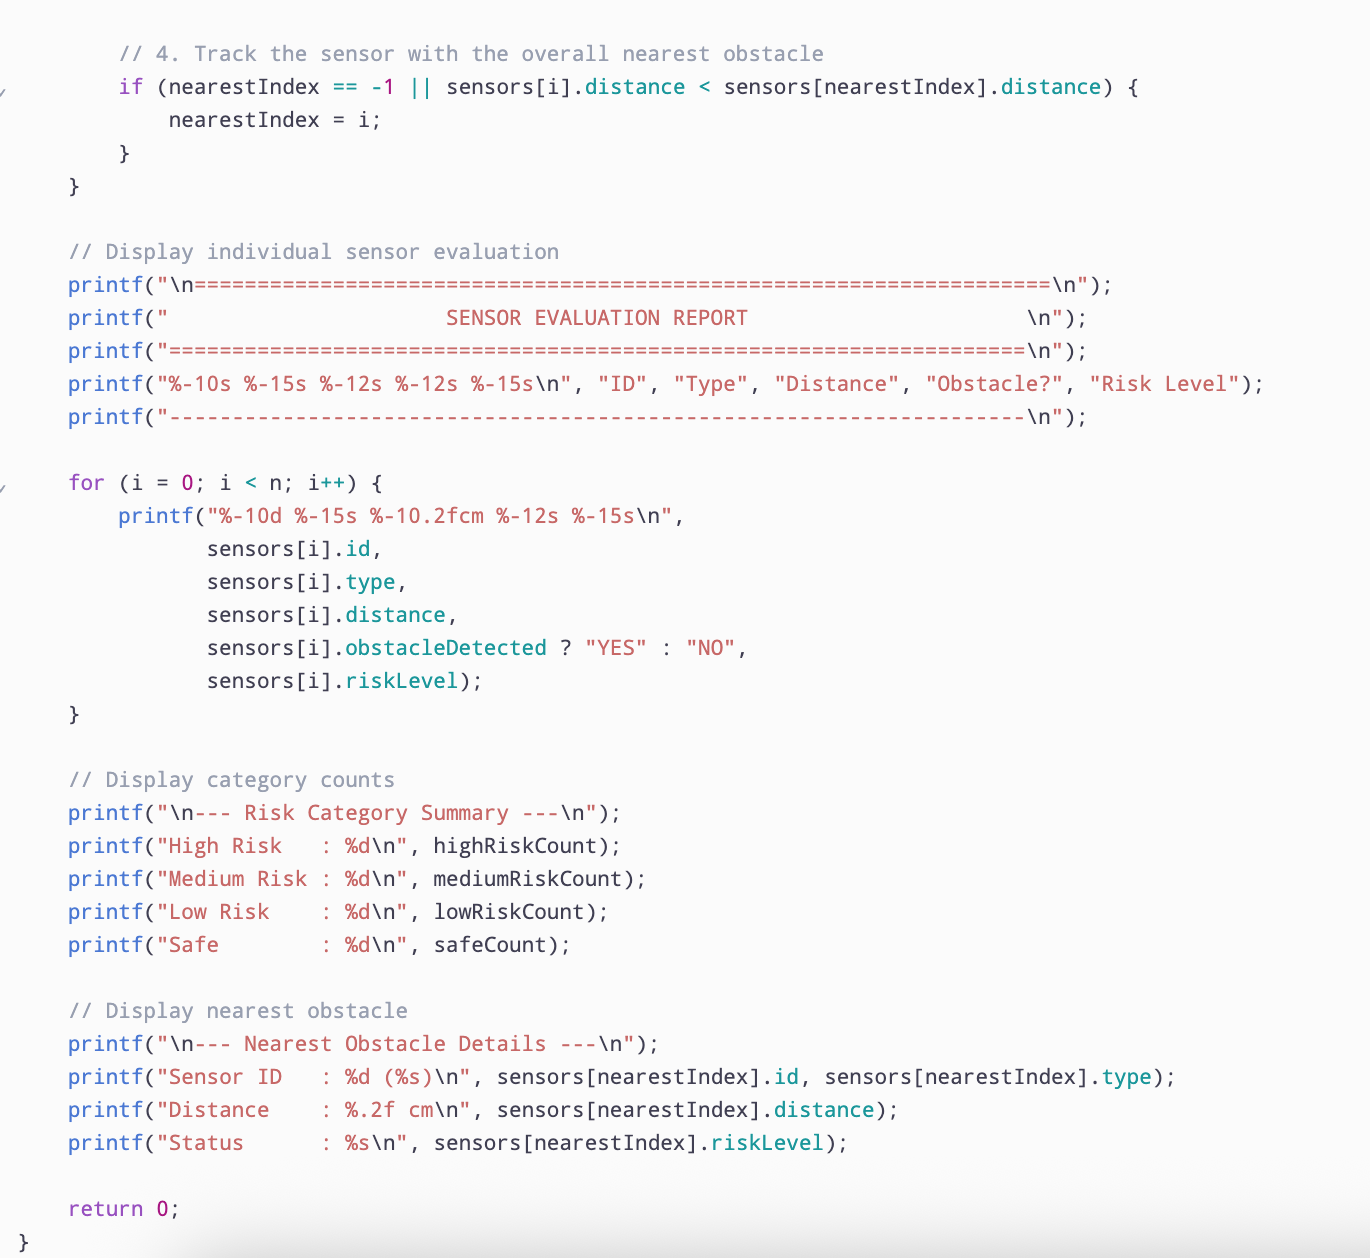 // 4. Track the sensor with the overall nearest obstacle
if (nearestIndex == -1 || sensors[i].distance < sensors[nearestIndex].distance) {
nearestIndex = i;
}
}
// Display individual sensor evaluation
printf("\n====================================================================\n");
printf("                      SENSOR EVALUATION REPORT                      \n");
printf("====================================================================\n");
printf("%-10s %-15s %-12s %-12s %-15s\n", "ID", "Type", "Distance", "Obstacle?", "Risk Level");
printf("--------------------------------------------------------------------\n");
for (i = 0; i < n; i++) {
printf("%-10d %-15s %-10.2fcm %-12s %-15s\n",
sensors[i].id,
sensors[i].type,
sensors[i].distance,
sensors[i].obstacleDetected ? "YES" : "NO",
sensors[i].riskLevel);
}
// Display category counts
printf("\n--- Risk Category Summary ---\n");
printf("High Risk   : %d\n", highRiskCount);
printf("Medium Risk : %d\n", mediumRiskCount);
printf("Low Risk    : %d\n", lowRiskCount);
printf("Safe        : %d\n", safeCount);
// Display nearest obstacle
printf("\n--- Nearest Obstacle Details ---\n");
printf("Sensor ID   : %d (%s)\n", sensors[nearestIndex].id, sensors[nearestIndex].type);
printf("Distance    : %.2f cm\n", sensors[nearestIndex].distance);
printf("Status      : %s\n", sensors[nearestIndex].riskLevel);
return 0;
}